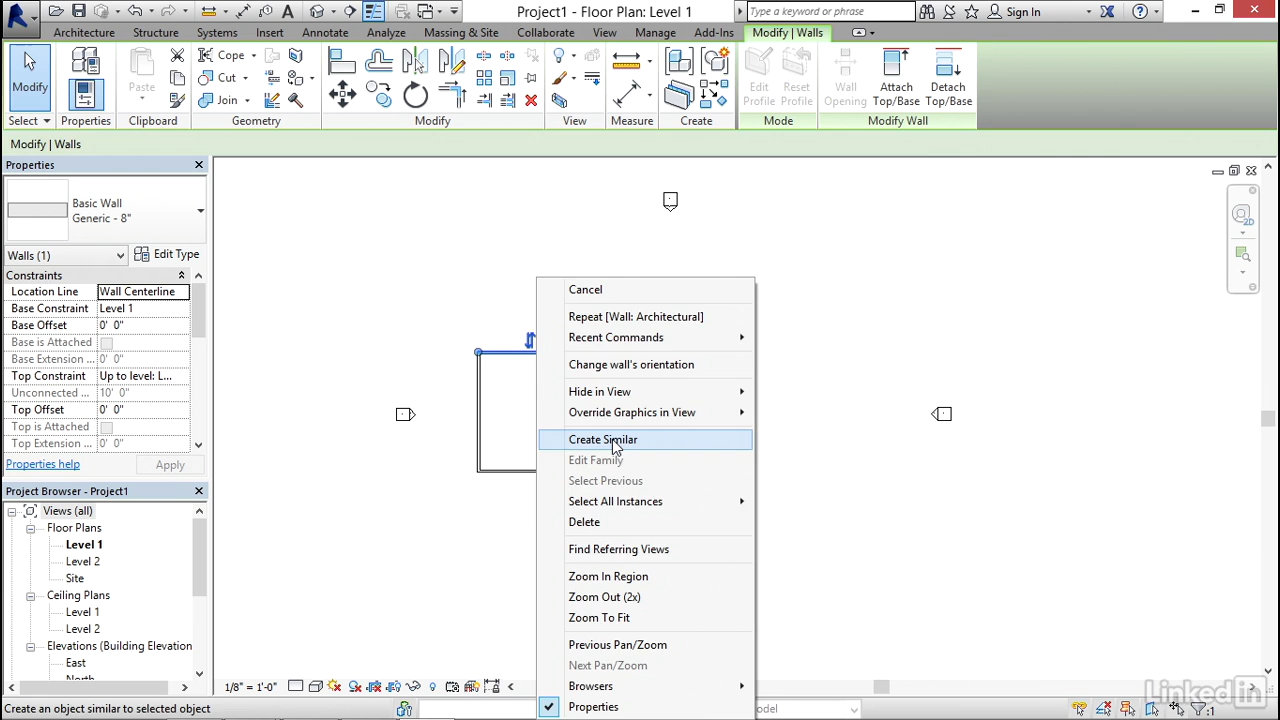 Project1 - Floor Plan: Level 1
Type a keyword or phrase
Sign In
Architecture
Structure
Systems
Insert
Annotate
Analyze
Massing & Site
Collaborate
View
Manage
Add-Ins
Modify | Walls
Modify
Select
Properties
Paste
Clipboard
Cope
Cut
Join
Geometry
Modify
View
Measure
Create
Edit
Profile
Reset
Profile
Mode
Wall
Opening
Attach
Top/Base
Detach
Top/Base
Modify Wall
Modify | Walls
Properties
Basic Wall
Generic - 8"
Walls (1)
Edit Type
Constraints
Location Line
Wall Centerline
Base Constraint
Level 1
Base Offset
0' 0"
Base is Attached
Base Extension ...
0' 0"
Top Constraint
Up to level: L...
Unconnected ...
10' 0"
Top Offset
0' 0"
Top is Attached
Top Extension ...
0' 0"
Properties help
Apply
Project Browser - Project1
Views (all)
Floor Plans
Level 1
Level 2
Site
Ceiling Plans
Level 1
Level 2
Elevations (Building Elevation
East
North
Cancel
Repeat [Wall: Architectural]
Recent Commands
Change wall's orientation
Hide in View
Override Graphics in View
Create Similar
Edit Family
Select Previous
Select All Instances
Delete
Find Referring Views
Zoom In Region
Zoom Out (2x)
Zoom To Fit
Previous Pan/Zoom
Next Pan/Zoom
Browsers
Properties
2D
1/8" = 1'-0"
Create an object similar to selected object
:1
LinkedIn